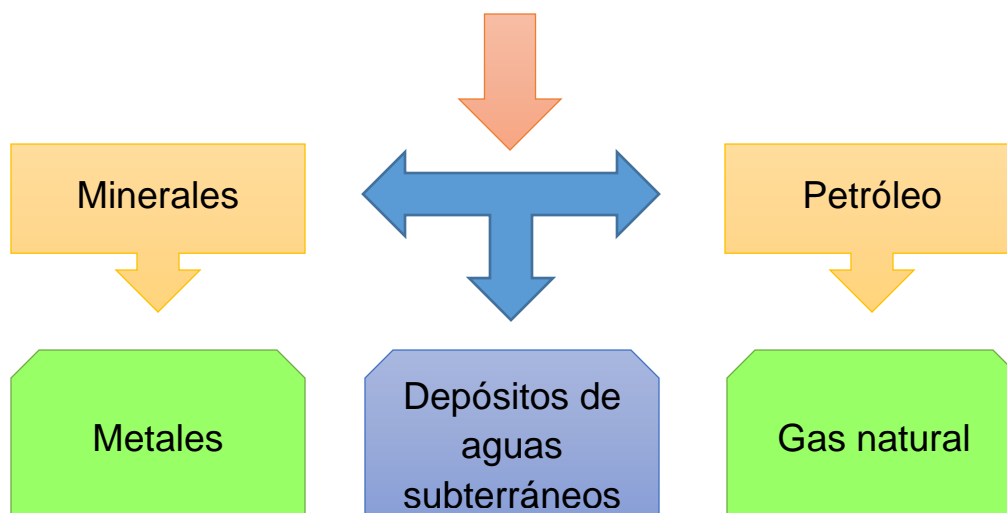 Minerales
Petróleo
Metales
Depósitos de
aguas
subterráneos
Gas natural